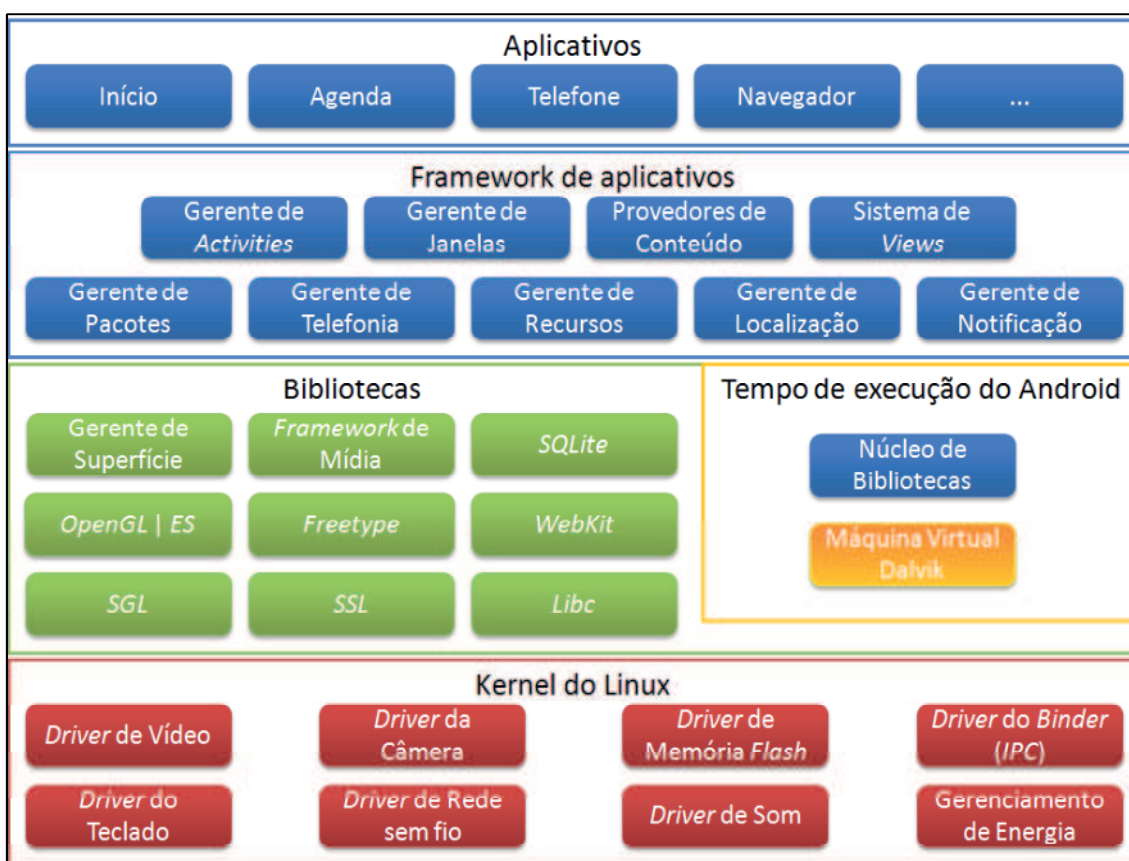 Aplicativos
Início
Agenda
Telefone
Navegador
...
Framework de aplicativos
Gerente de
Activities
Gerente de
Janelas
Provedores de
Conteúdo
Sistema de
Views
Gerente de
Pacotes
Gerente de
Telefonia
Gerente de
Recursos
Gerente de
Localização
Gerente de
Notificação
Bibliotecas
Gerente de
Superfície
Framework de
Mídia
SQLite
OpenGL | ES
Freetype
WebKit
SGL
SSL
Libc
Tempo de execução do Android
Núcleo de
Bibliotecas
Máquina Virtual
Dalvik
Kernel do Linux
Driver de Vídeo
Driver da
Câmera
Driver de
Memória Flash
Driver do Binder
(IPC)
Driver do
Teclado
Driver de Rede
sem fio
Driver de Som
Gerenciamento
de Energia